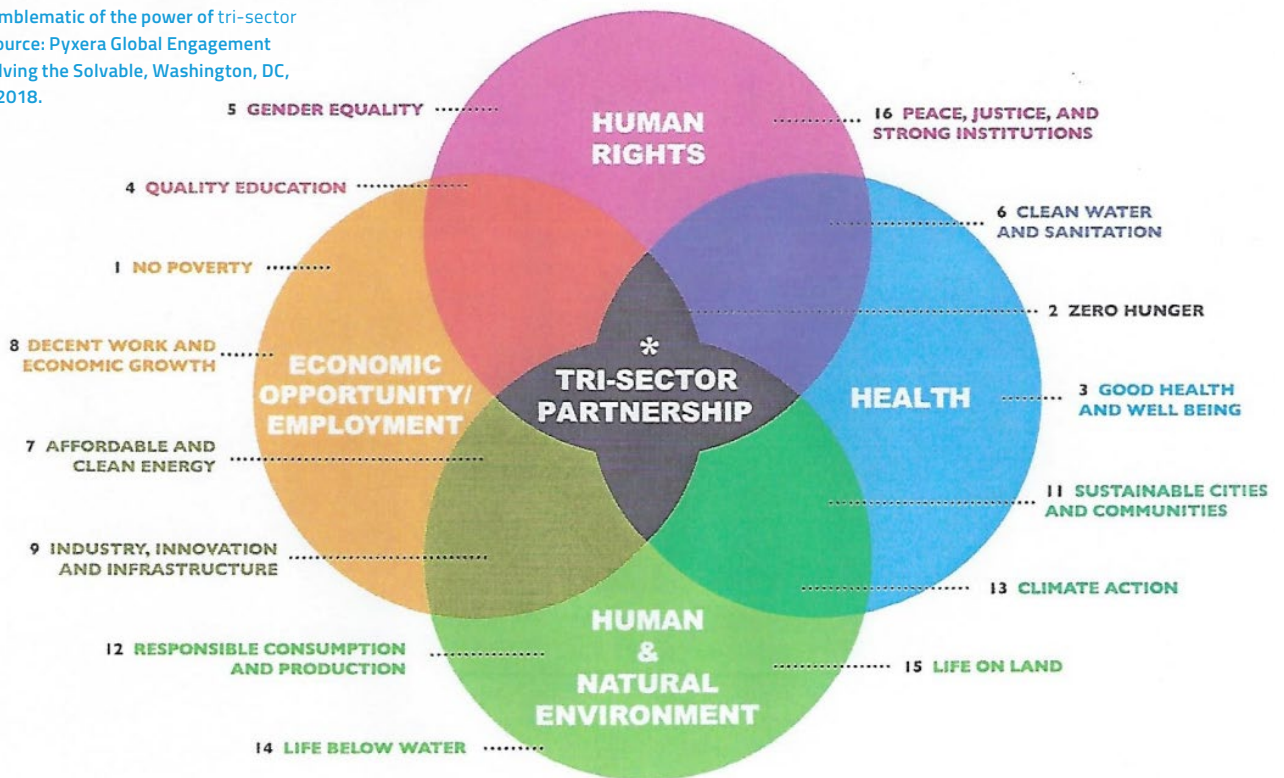 emblematic of the power of tri-sector
Source: Pyxera Global Engagement
Solving the Solvable, Washington, DC,
2018.
5 GENDER EQUALITY
HUMAN
RIGHTS
16 PEACE, JUSTICE, AND
STRONG INSTITUTIONS
4 QUALITY EDUCATION
6 CLEAN WATER
AND SANITATION
1 NO POVERTY
2 ZERO HUNGER
8 DECENT WORK AND
ECONOMIC GROWTH
ECONOMIC
OPPORTUNITY/
EMPLOYMENT
*
TRI-SECTOR
PARTNERSHIP
HEALTH
3 GOOD HEALTH
AND WELL BEING
7 AFFORDABLE AND
CLEAN ENERGY
11 SUSTAINABLE CITIES
AND COMMUNITIES
9 INDUSTRY, INNOVATION
AND INFRASTRUCTURE
13 CLIMATE ACTION
12 RESPONSIBLE CONSUMPTION
AND PRODUCTION
HUMAN
&
NATURAL
ENVIRONMENT
15 LIFE ON LAND
14 LIFE BELOW WATER